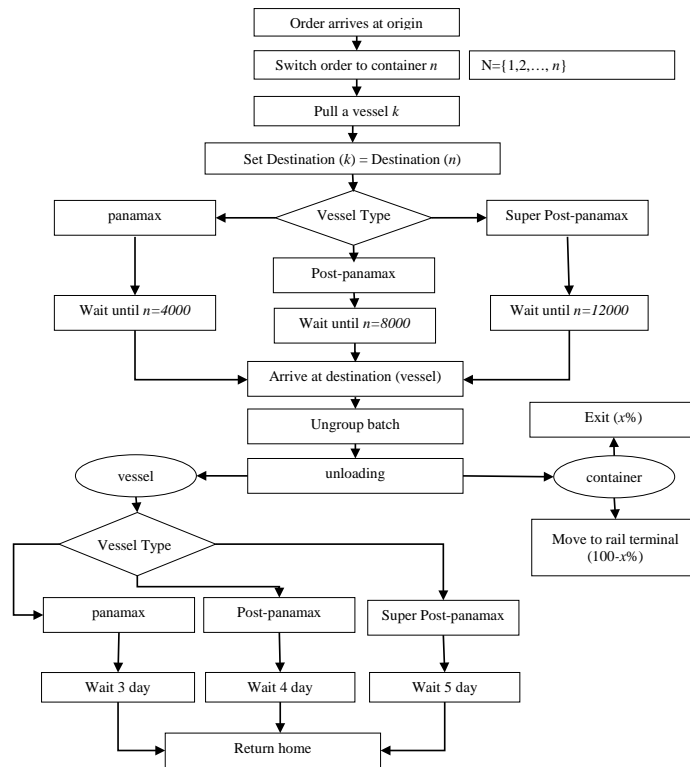 Order arrives at origin
Switch order to container n
N={1,2,…, n}
Pull a vessel k
Set Destination (k) = Destination (n)
panamax
Vessel Type
Super Post-panamax
Post-panamax
Wait until n=4000
Wait until n=8000
Wait until n=12000
Arrive at destination (vessel)
Ungroup batch
Exit (x%)
vessel
unloading
container
Vessel Type
Move to rail terminal
(100-x%)
panamax
Post-panamax
Super Post-panamax
Wait 3 day
Wait 4 day
Wait 5 day
Return home